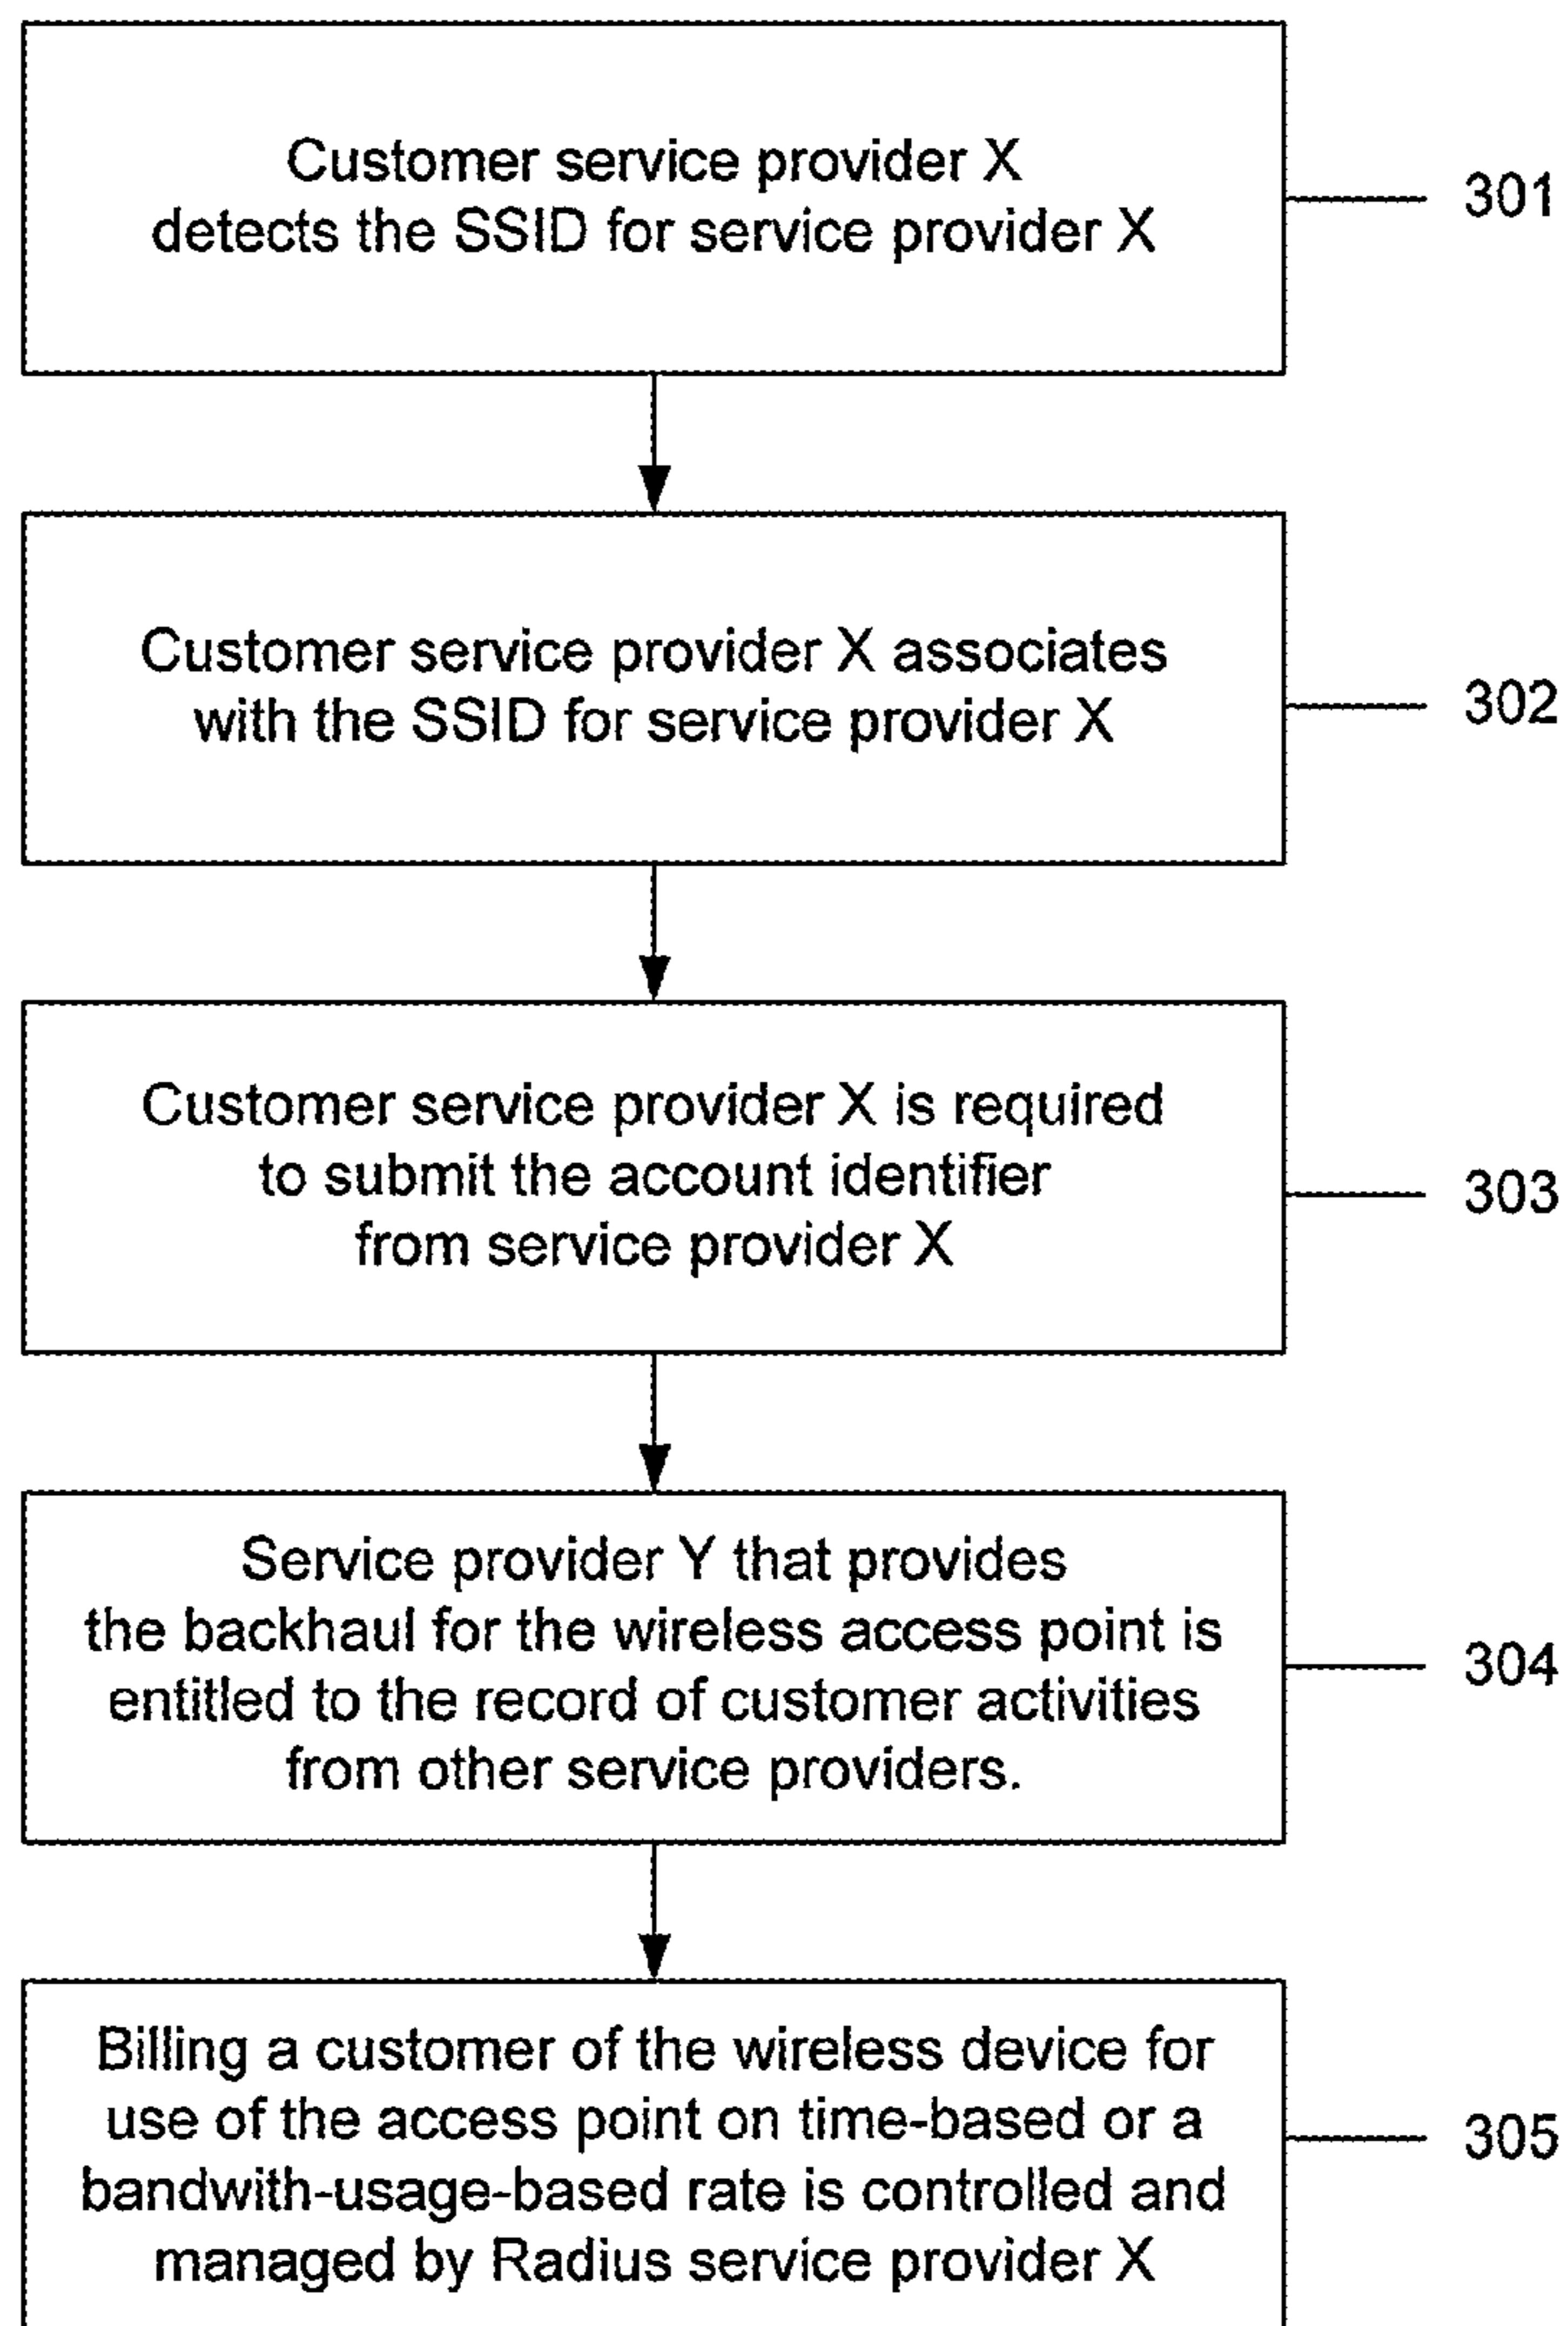 Customer service provider X
detects the SSID for service provider X
301
Customer service provider X associates
with the SSID for service provider X
302
Customer service provider X is required
to submit the account identifier
from service provider X
303
Service provider Y that provides
the backhaul for the wireless access point is
entitled to the record of customer activities
from other service providers.
304
Billing a customer of the wireless device for
use of the access point on time-based or a
bandwith-usage-based rate is controlled and
managed by Radius service provider X
305